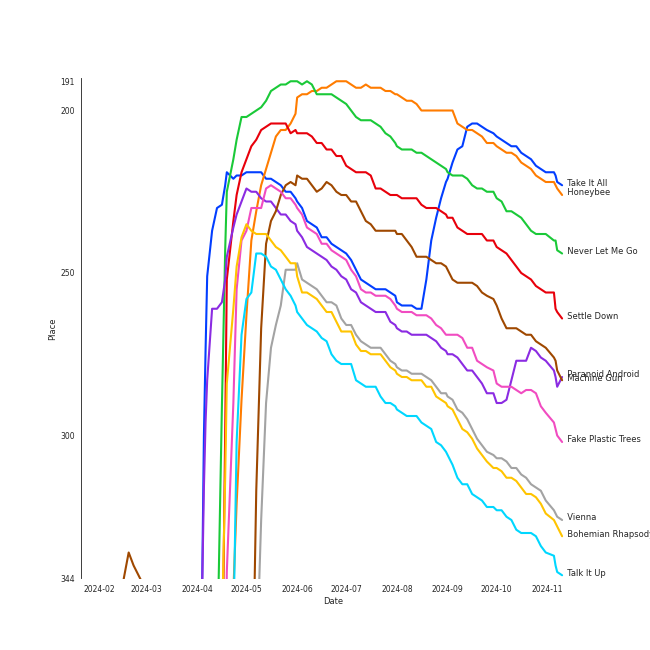 191
200
250
300
344
Place
2024-02 2024-03 2024-04 2024-05 2024-06 2024-07 2024-08 2024-09 2024-10 2024-11
Date
Take It All
Honeybee
Never Let Me Go
Settle Down
Paranoid Android
Machine Gun
Fake Plastic Trees
Vienna
Bohemian Rhapsod
Talk It Up